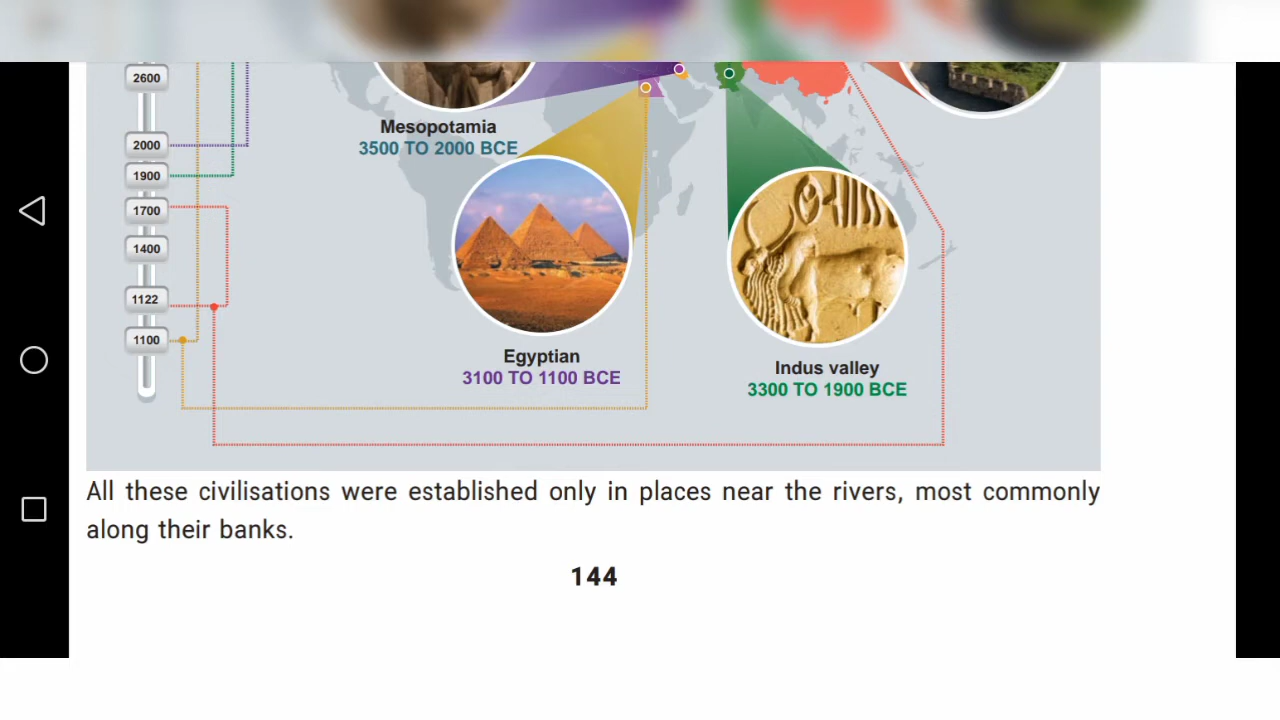 2600
2000
1900
1700
1400
1122
1100
Mesopotamia
3500 TO 2000 BCE
Egyptian
3100 TO 1100 BCE
Indus valley
3300 TO 1900 BCE
All these civilisations were established only in places near the rivers, most commonly
along their banks.
144